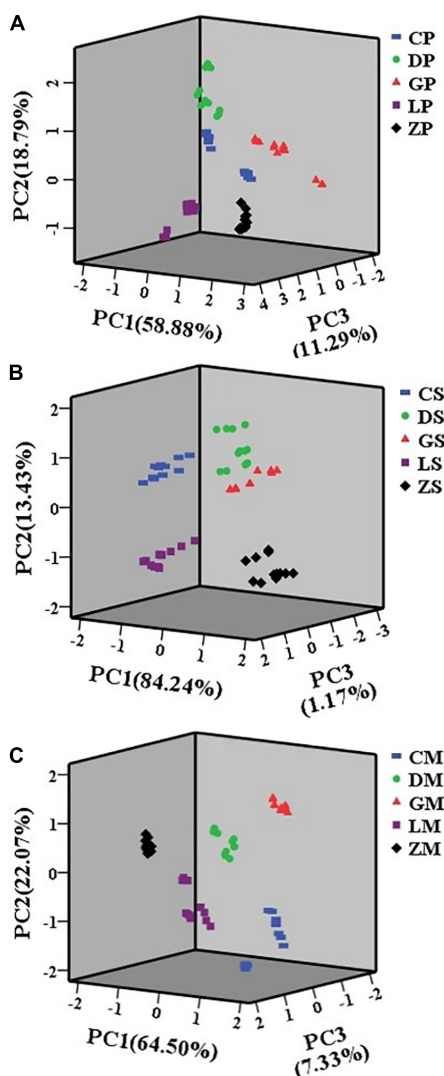 A
CP
DP
GP
LP
ZP
PC2(18.79%)
2
1
0
-1
-2 -1 0 1 2 3
4 3 2 1 0 -1 -2
PC1(58.88%)
PC3
(11.29%)
B
CS
DS
GS
LS
ZS
PC2(13.43%)
2
1
0
-1
-2
-2 -1 0 1 2
2 1 0 -1 -2 -3
PC1(84.24%)
PC3
(1.17%)
C
CM
DM
GM
LM
ZM
PC2(22.07%)
2
1
0
-1
-2
-2 -1 0 1 2
2 1 0 -1 -2
PC1(64.50%)
PC3
(7.33%)